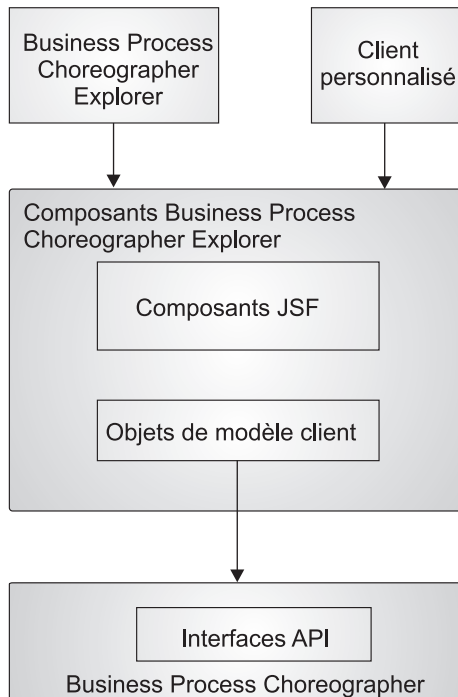 Business Process
Choreographer
Explorer
Client
personnalisé
Composants Business Process
Choreographer Explorer
Composants JSF
Objets de modèle client
Interfaces API
Business Process Choreographer